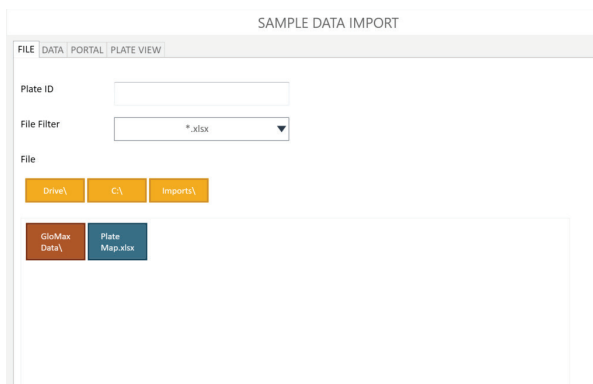 SAMPLE DATA IMPORT
FILE DATA PORTAL PLATE VIEW
Plate ID
File Filter
*.xlsx
File
Drive\ C:\ Imports\
GloMax Plate
Data\ Map.xlsx